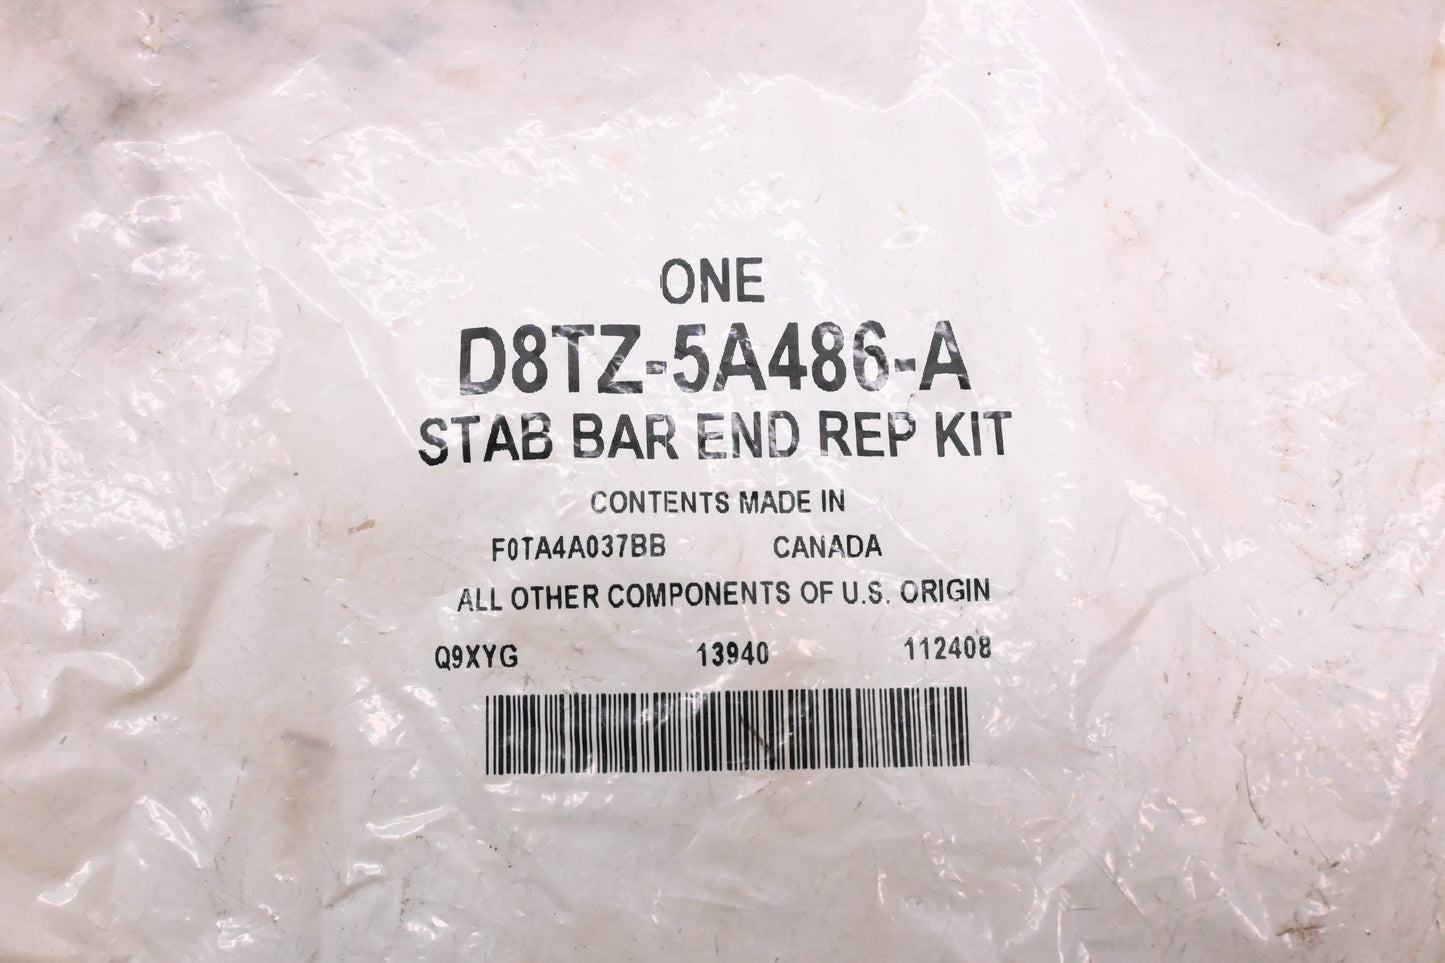 ONE
D8TZ-5A486-A
STAB BAR END REP KIT
CONTENTS MADE IN
F0TA4A037BB CANADA
ALL OTHER COMPONENTS OF U.S. ORIGIN
Q9XYG 13940 112408